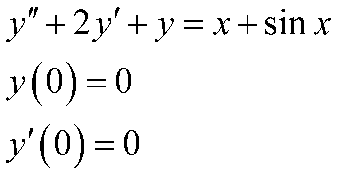 y″ + 2y′ + y = x + sin x
y(0) = 0
y′(0) = 0